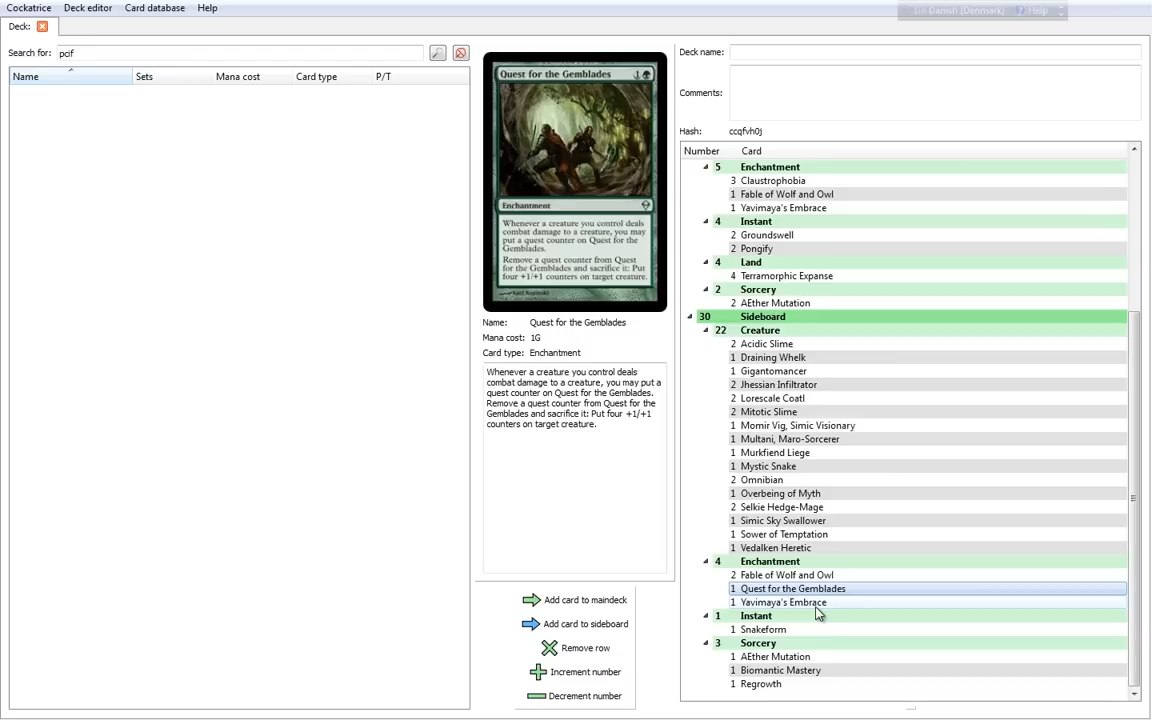 Cockatrice Deck editor Card database Help
DA Danish (Denmark) Help
Deck:
Search for: pcif
Name Sets Mana cost Card type P/T
Quest for the Gemblades 1
Enchantment
Whenever a creature you control deals
combat damage to a creature, you may
put a quest counter on Quest for the
Gemblades.
Remove a quest counter from Quest
for the Gemblades and sacrifice it: Put
four +1/+1 counters on target creature.
Name: Quest for the Gemblades
Mana cost: 1G
Card type: Enchantment
Whenever a creature you control deals
combat damage to a creature, you may put a
quest counter on Quest for the Gemblades.
Remove a quest counter from Quest for the
Gemblades and sacrifice it: Put four +1/+1
counters on target creature.
Add card to maindeck
Add card to sideboard
Remove row
Increment number
Decrement number
Deck name:
Comments:
Hash: ccqfvh0j
Number Card
5 Enchantment
3 Claustrophobia
1 Fable of Wolf and Owl
1 Yavimaya's Embrace
4 Instant
2 Groundswell
2 Pongify
4 Land
4 Terramorphic Expanse
2 Sorcery
2 AEther Mutation
30 Sideboard
22 Creature
2 Acidic Slime
1 Draining Whelk
1 Gigantomancer
2 Jhessian Infiltrator
2 Lorescale Coatl
2 Mitotic Slime
1 Momir Vig, Simic Visionary
1 Multani, Maro-Sorcerer
1 Murkfiend Liege
1 Mystic Snake
2 Omnibian
1 Overbeing of Myth
2 Selkie Hedge-Mage
1 Simic Sky Swallower
1 Sower of Temptation
1 Vedalken Heretic
4 Enchantment
2 Fable of Wolf and Owl
1 Quest for the Gemblades
1 Yavimaya's Embrace
1 Instant
1 Snakeform
3 Sorcery
1 AEther Mutation
1 Biomantic Mastery
1 Regrowth